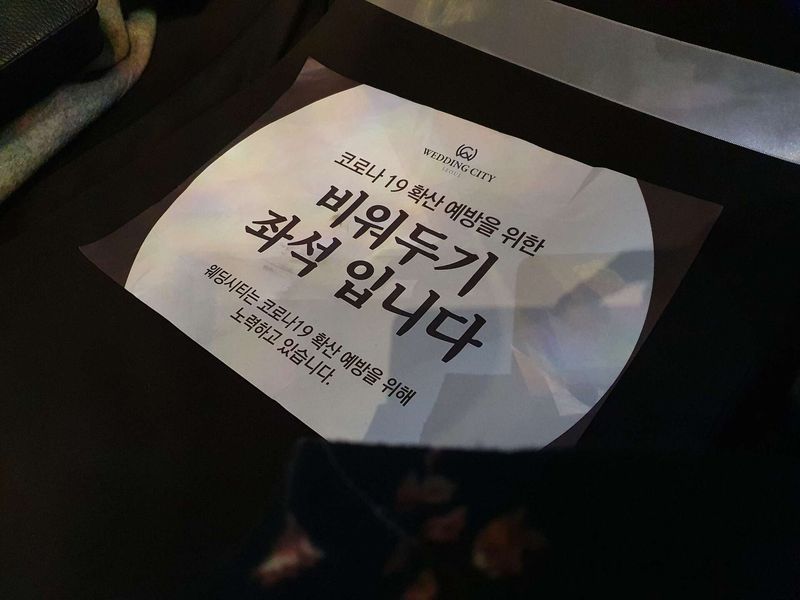 WEDDING CITY
SEOUL
코로나 19 확산 예방을 위한
비워두기
좌석 입니다
웨딩시티는 코로나19 확산 예방을 위해
노력하고 있습니다.